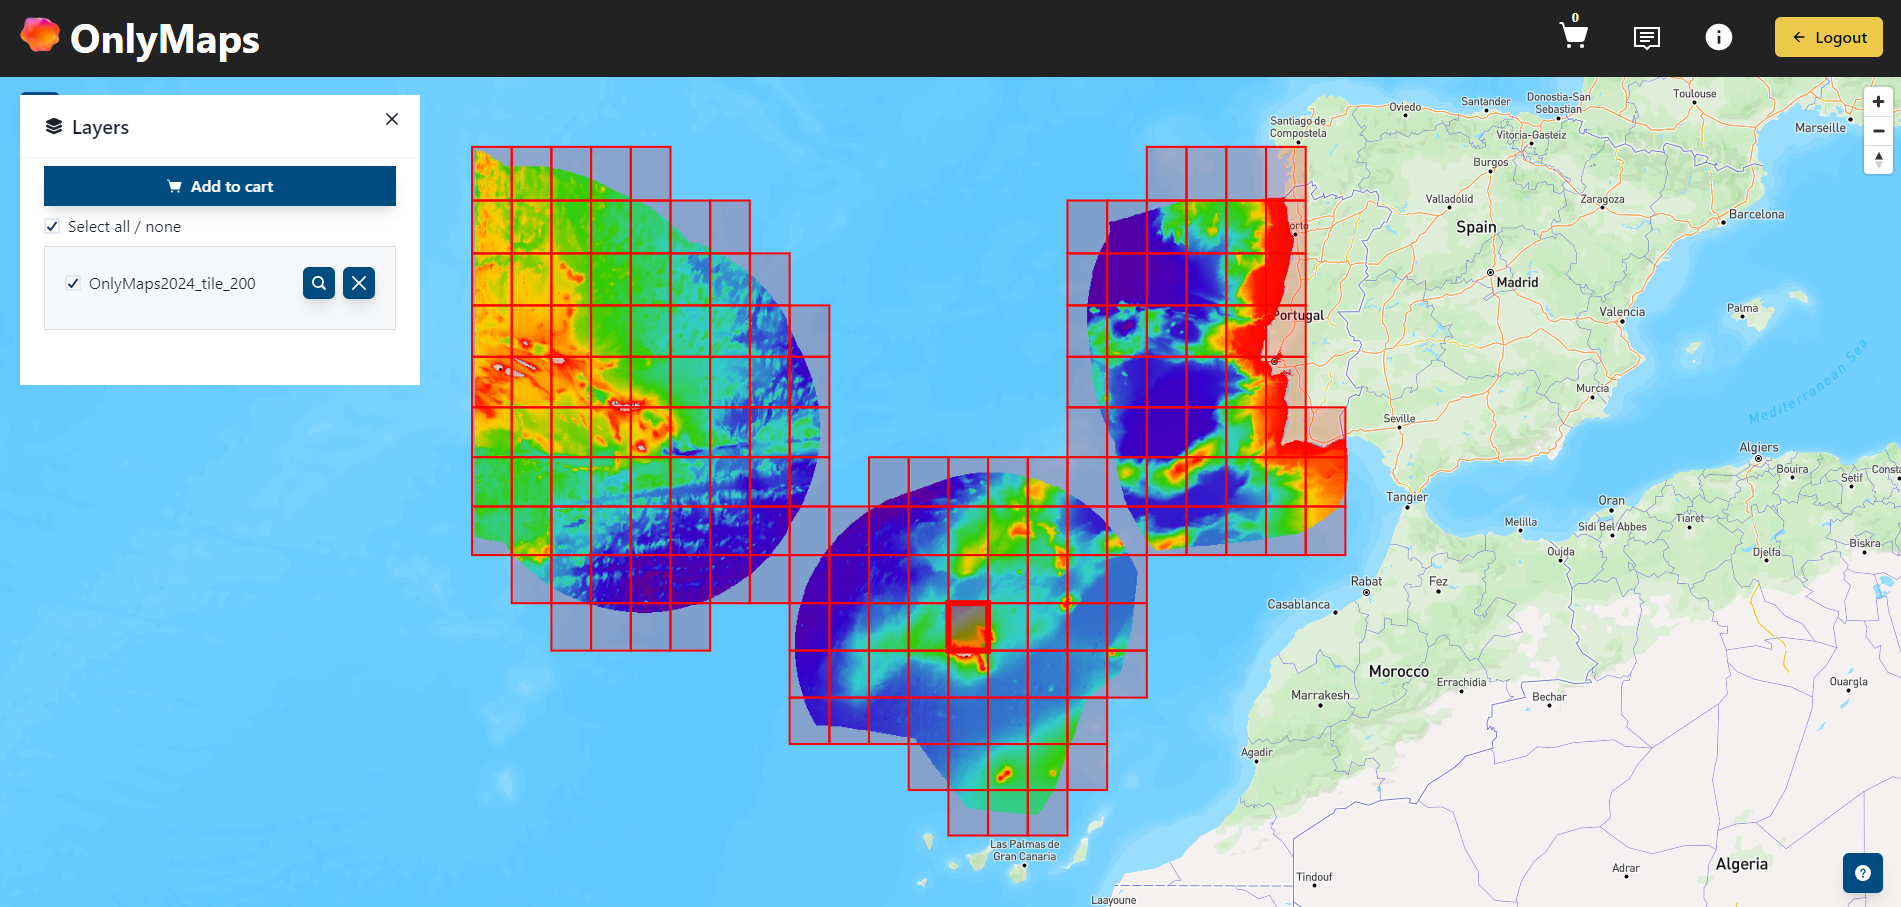 OnlyMaps
0
Logout
Layers
Add to cart
Select all / none
OnlyMaps2024_tile_200
Toulouse
Donostia-San
Sebastian
Santander
Oviedo
Santiago de
Compostela
Vitoria-Gasteiz
Marseille
Burgos
Valladolid
Zaragoza
Barcelona
Spain
orto
Madrid
Palma
Valencia
Portugal
Mediterranean Sea
Murcia
Seville
Algiers
Bouira
Setif
Consta
Tangier
Oran
Melilla
Sidi Bel Abbes
Tiaret
Biskra
Oujda
Djelfa
Rabat
Fez
Casablanca
Morocco
Errachidia
Ouargla
Marrakesh
Bechar
Agadir
Las Palmas de
Gran Canaria
Adrar
Algeria
Tindouf
Laayoune